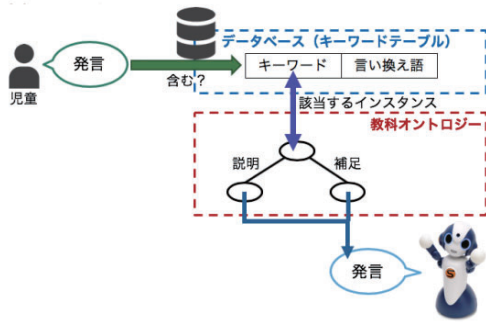 データベース（キーワードテーブル）
発言
キーワード
言い換え語
児童
含む？
該当するインスタンス
教科オントロジー
説明
補足
発言
S